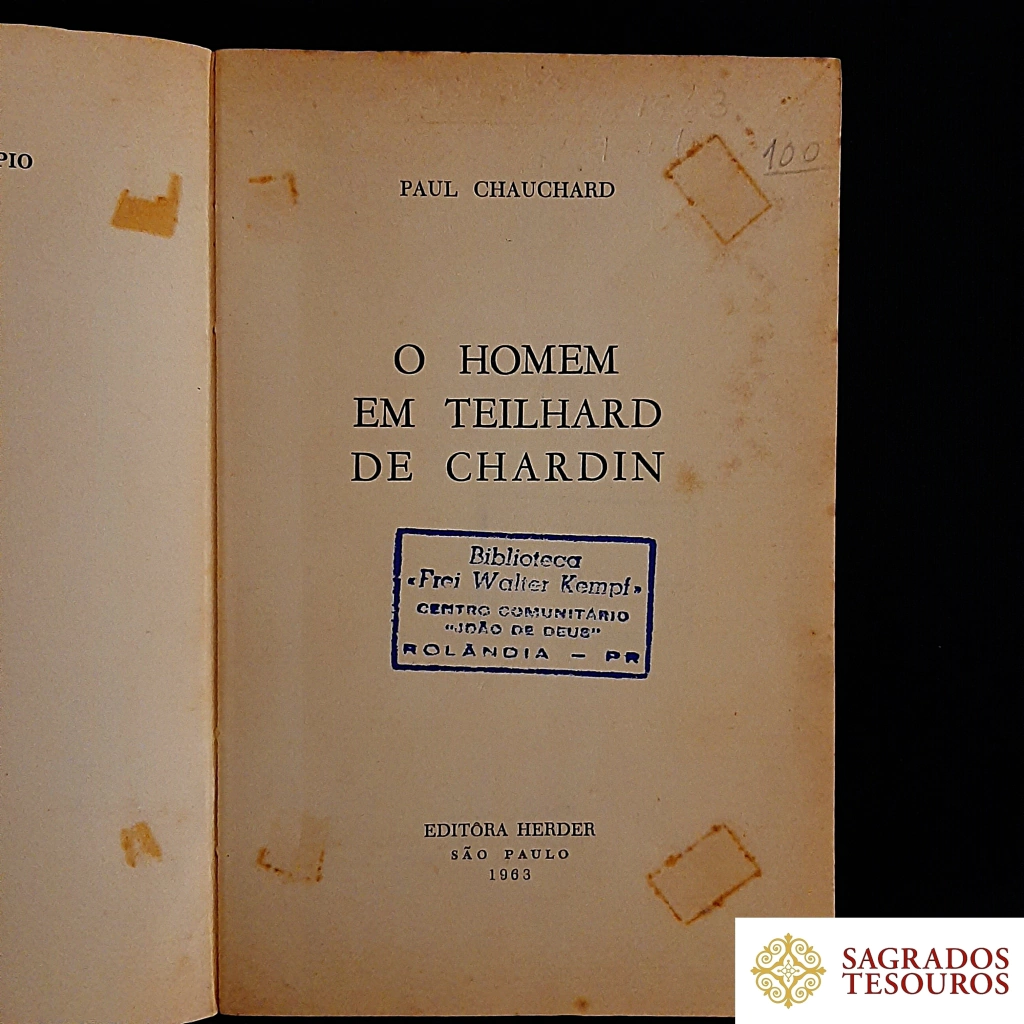 PIO
100
PAUL CHAUCHARD
O HOMEM
EM TEILHARD
DE CHARDIN
Biblioteca
«Frei Walter Kempf»
CENTRO COMUNITÁRIO
"JOÃO DE DEUS"
ROLÂNDIA - PR
EDITÔRA HERDER
SÃO PAULO
1963
SAGRADOS
TESOUROS